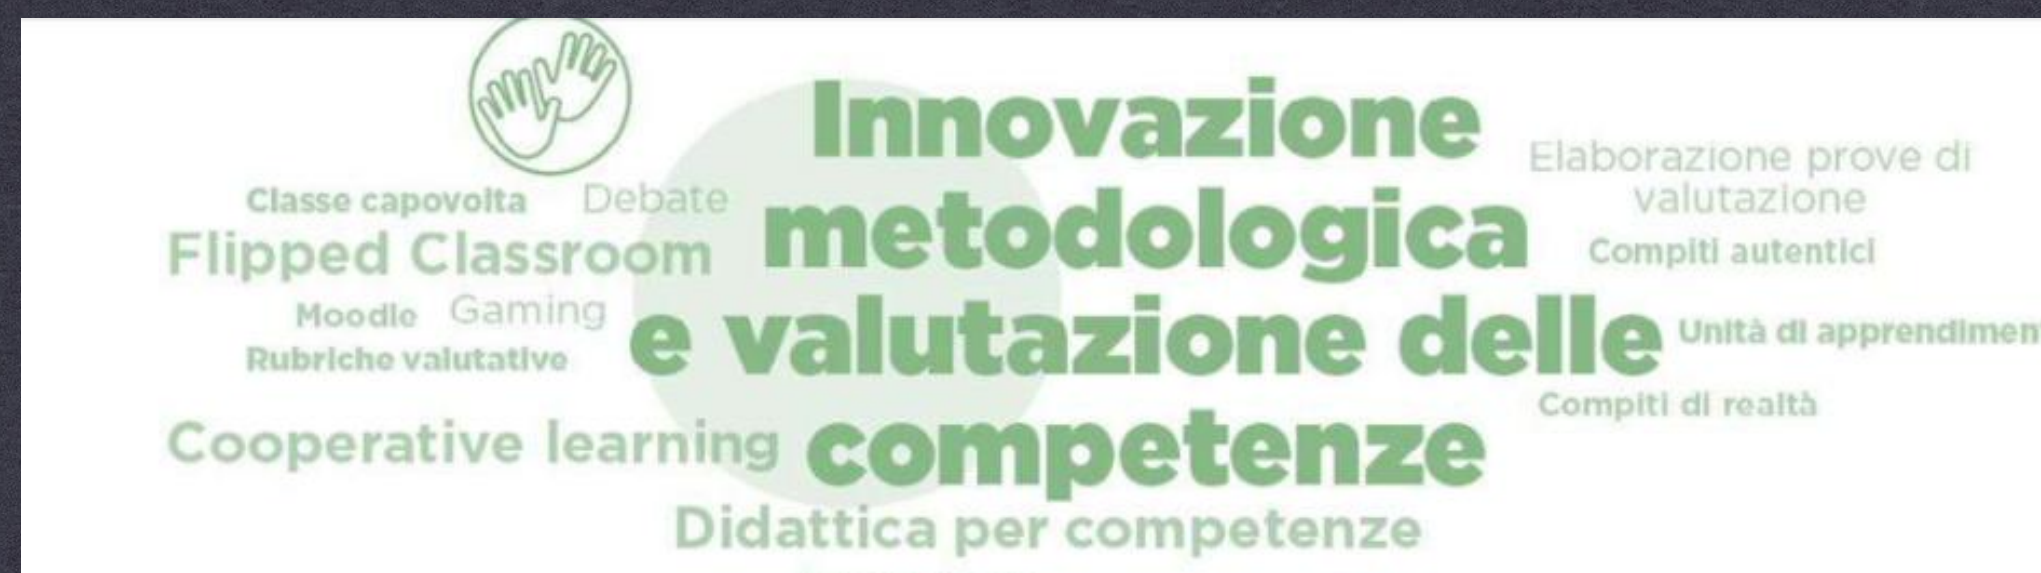 Innovazione
metodologica
e valutazione delle
competenze
Classe capovolta
Debate
Flipped Classroom
Moodle
Gaming
Rubriche valutative
Cooperative learning
Didattica per competenze
Elaborazione prove di
valutazione
Compiti autentici
Unità di apprendimen
Compiti di realtà